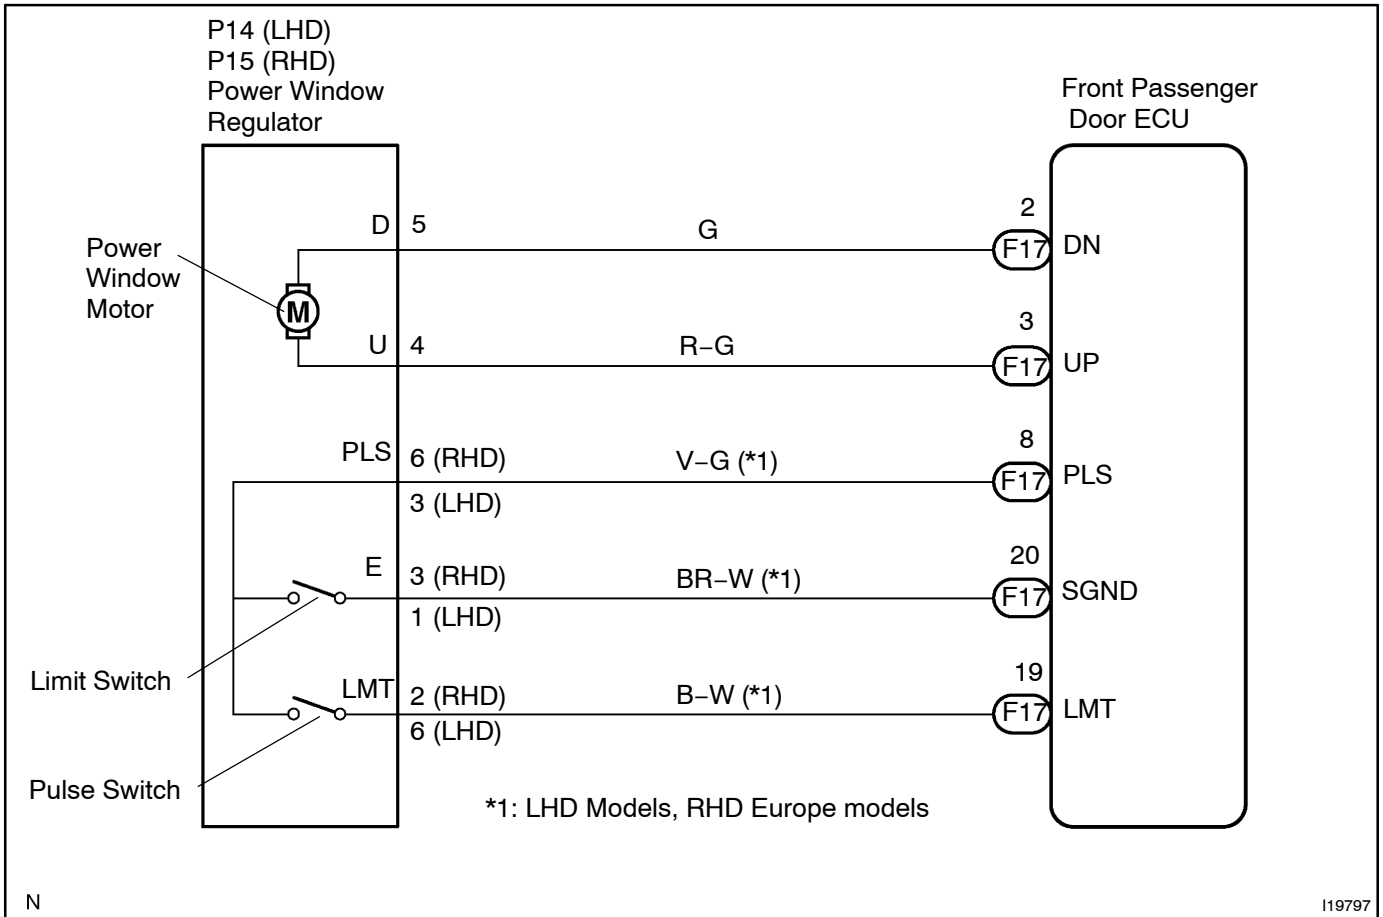 P14 (LHD)
P15 (RHD)
Power Window
Regulator
Front Passenger
Door ECU
Power
Window
Motor
M
D 5 G 2 F17 DN
U 4 R−G 3 F17 UP
PLS 6 (RHD) V−G (*1) 8 F17 PLS
3 (LHD)
E 3 (RHD) BR−W (*1) 20 F17 SGND
1 (LHD)
Limit Switch
LMT 2 (RHD) B−W (*1) 19 F17 LMT
6 (LHD)
Pulse Switch
*1: LHD Models, RHD Europe models
N
I19797